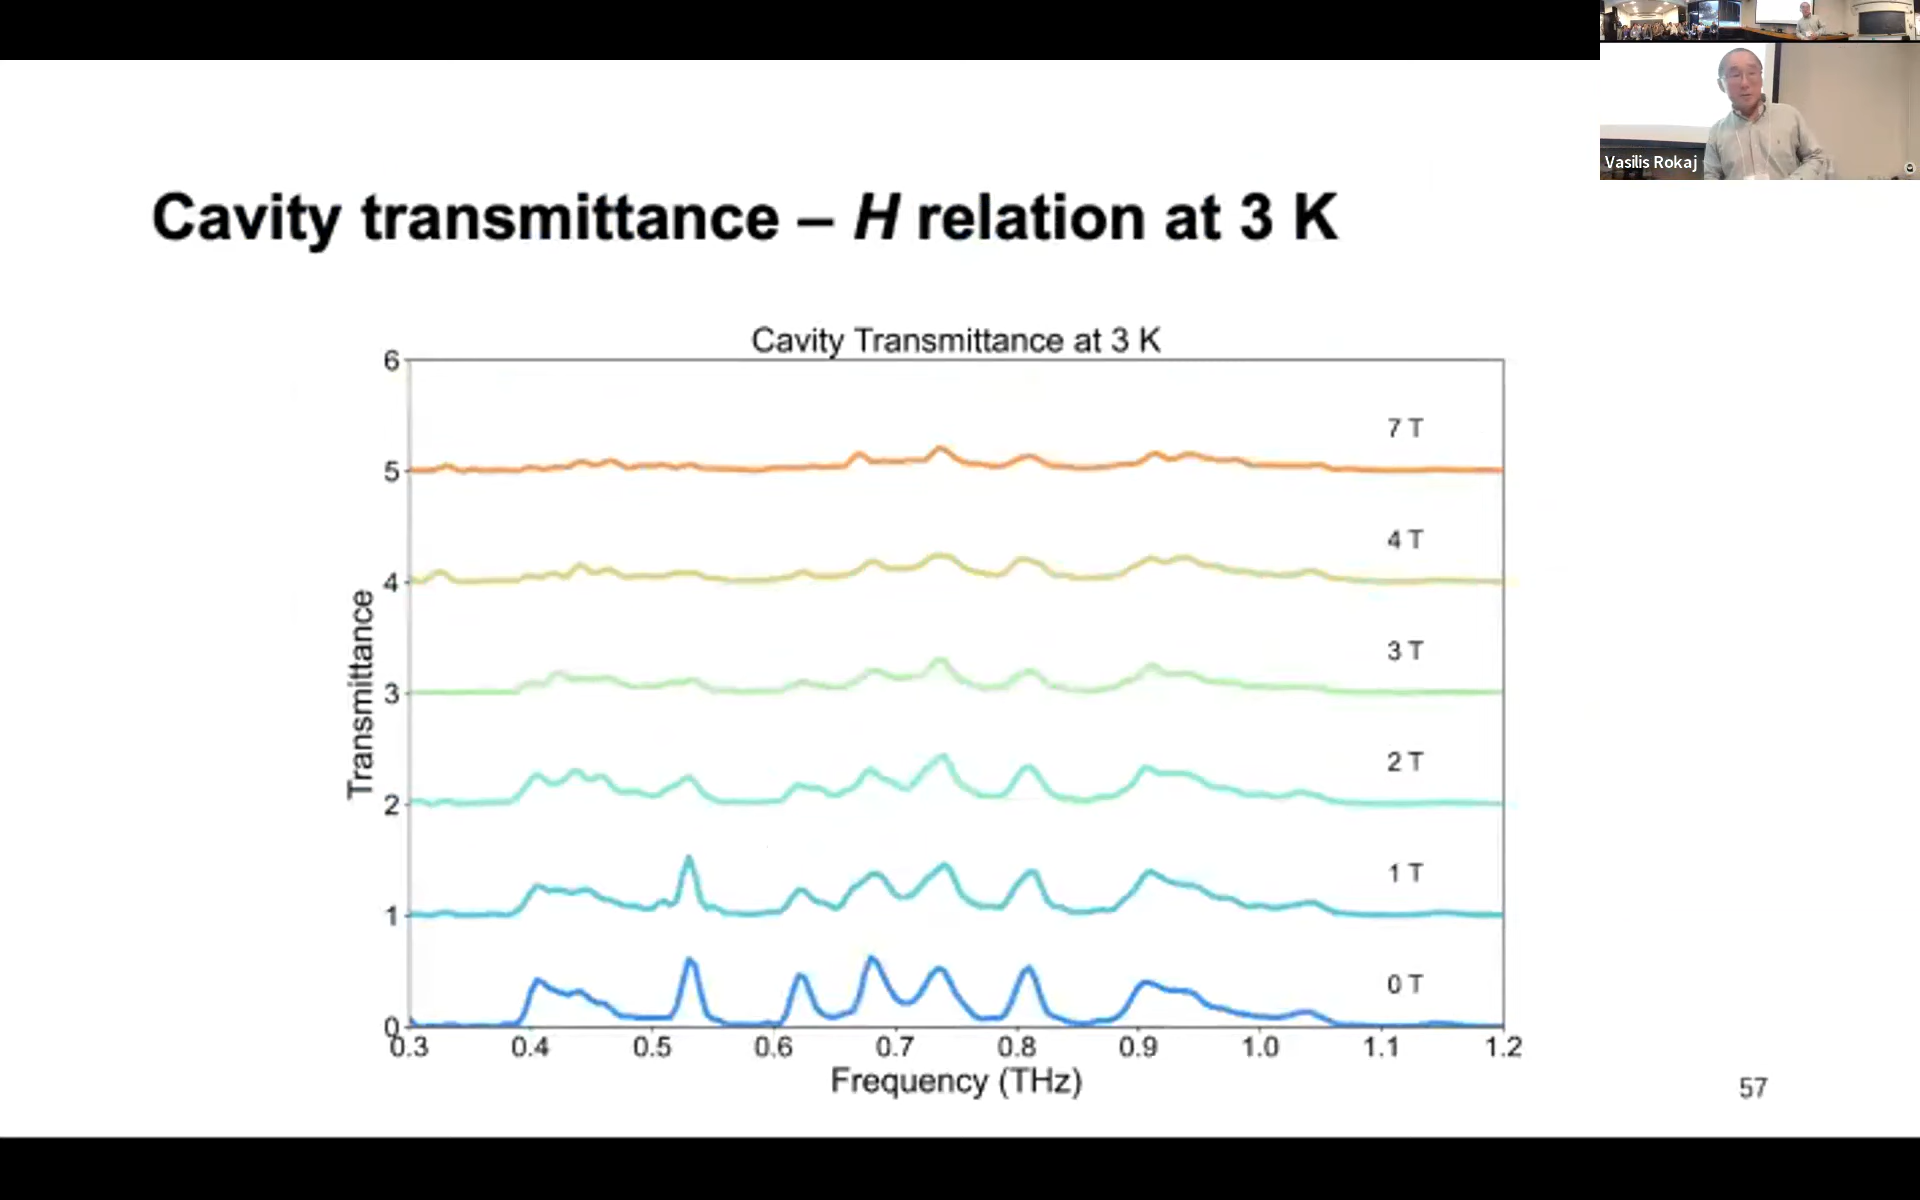 Vasilis Rokaj
Cavity transmittance – H relation at 3 K
Cavity Transmittance at 3 K
6
5
4
3
2
1
0
Transmittance
7 T
4 T
3 T
2 T
1 T
0 T
0.3 0.4 0.5 0.6 0.7 0.8 0.9 1.0 1.1 1.2
Frequency (THz)
57